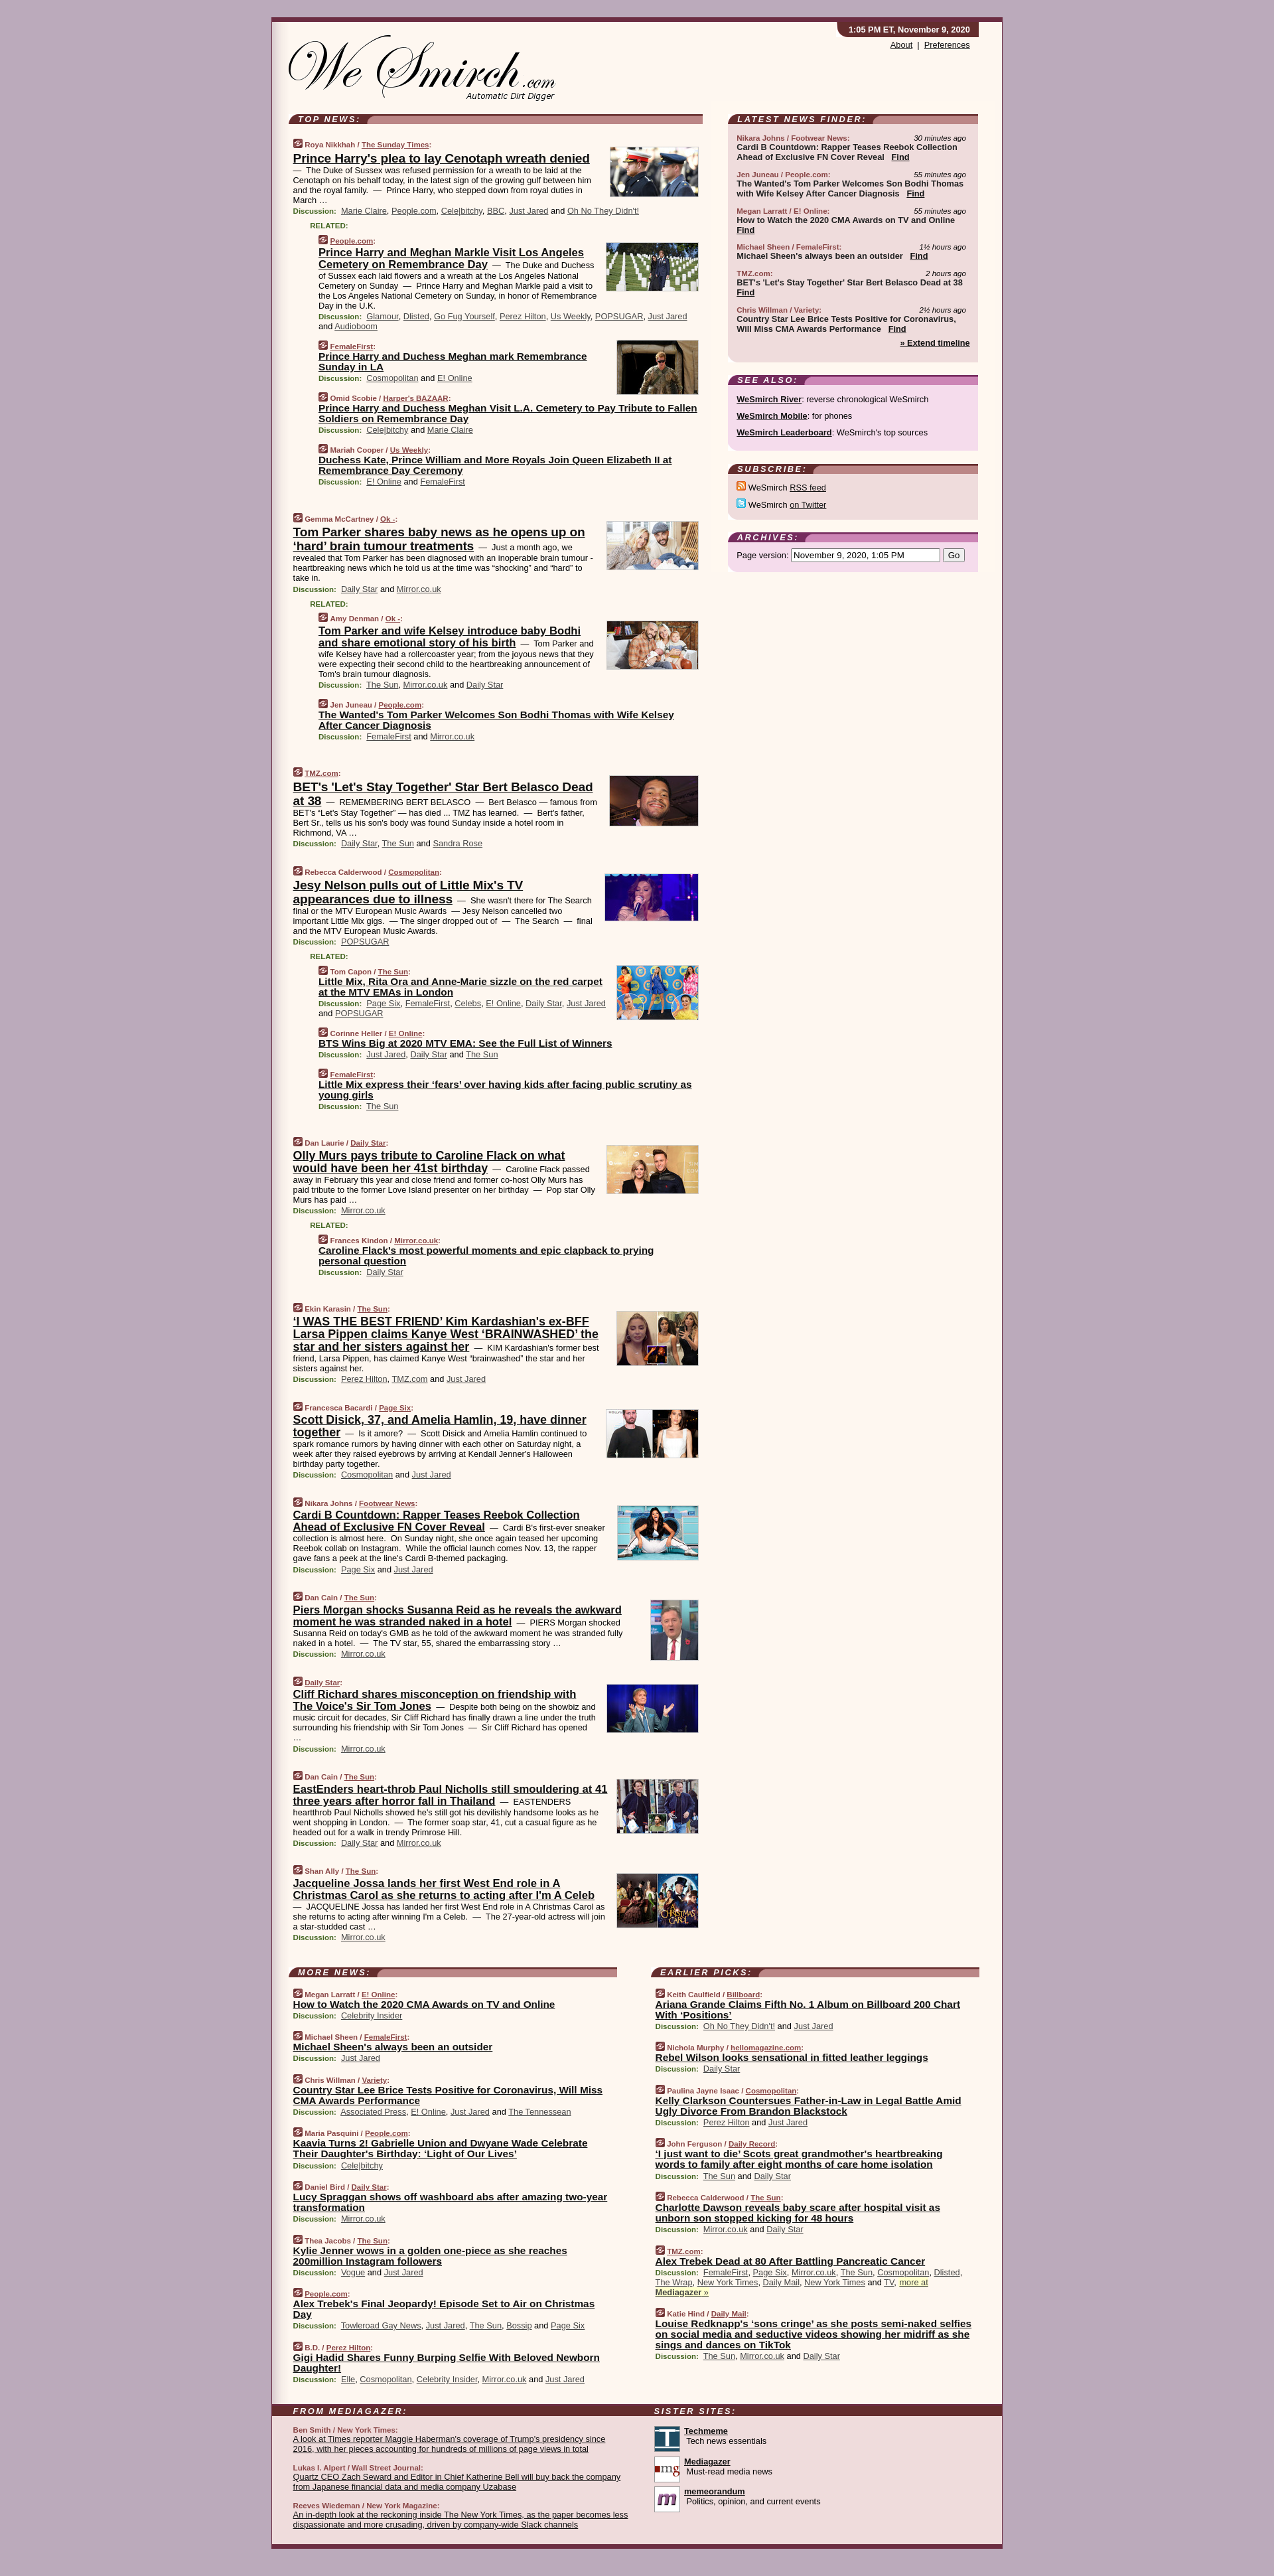 1:05 PM ET, November 9, 2020
About | Preferences
We Smirch .com
Automatic Dirt Digger
TOP NEWS:
Roya Nikkhah / The Sunday Times:
Prince Harry's plea to lay Cenotaph wreath denied
— The Duke of Sussex was refused permission for a wreath to be laid at the
Cenotaph on his behalf today, in the latest sign of the growing gulf between him
and the royal family. — Prince Harry, who stepped down from royal duties in
March …
Discussion: Marie Claire, People.com, Cele|bitchy, BBC, Just Jared and Oh No They Didn't!
RELATED:
People.com:
Prince Harry and Meghan Markle Visit Los Angeles
Cemetery on Remembrance Day — The Duke and Duchess
of Sussex each laid flowers and a wreath at the Los Angeles National
Cemetery on Sunday — Prince Harry and Meghan Markle paid a visit to
the Los Angeles National Cemetery on Sunday, in honor of Remembrance
Day in the U.K.
Discussion: Glamour, Dlisted, Go Fug Yourself, Perez Hilton, Us Weekly, POPSUGAR, Just Jared
and Audioboom
FemaleFirst:
Prince Harry and Duchess Meghan mark Remembrance
Sunday in LA
Discussion: Cosmopolitan and E! Online
Omid Scobie / Harper's BAZAAR:
Prince Harry and Duchess Meghan Visit L.A. Cemetery to Pay Tribute to Fallen
Soldiers on Remembrance Day
Discussion: Cele|bitchy and Marie Claire
Mariah Cooper / Us Weekly:
Duchess Kate, Prince William and More Royals Join Queen Elizabeth II at
Remembrance Day Ceremony
Discussion: E! Online and FemaleFirst
Gemma McCartney / Ok -:
Tom Parker shares baby news as he opens up on
‘hard’ brain tumour treatments — Just a month ago, we
revealed that Tom Parker has been diagnosed with an inoperable brain tumour -
heartbreaking news which he told us at the time was “shocking” and “hard” to
take in.
Discussion: Daily Star and Mirror.co.uk
RELATED:
Amy Denman / Ok -:
Tom Parker and wife Kelsey introduce baby Bodhi
and share emotional story of his birth — Tom Parker and
wife Kelsey have had a rollercoaster year; from the joyous news that they
were expecting their second child to the heartbreaking announcement of
Tom's brain tumour diagnosis.
Discussion: The Sun, Mirror.co.uk and Daily Star
Jen Juneau / People.com:
The Wanted's Tom Parker Welcomes Son Bodhi Thomas with Wife Kelsey
After Cancer Diagnosis
Discussion: FemaleFirst and Mirror.co.uk
TMZ.com:
BET's 'Let's Stay Together' Star Bert Belasco Dead
at 38 — REMEMBERING BERT BELASCO — Bert Belasco — famous from
BET's “Let's Stay Together” — has died ... TMZ has learned. — Bert's father,
Bert Sr., tells us his son's body was found Sunday inside a hotel room in
Richmond, VA …
Discussion: Daily Star, The Sun and Sandra Rose
Rebecca Calderwood / Cosmopolitan:
Jesy Nelson pulls out of Little Mix's TV
appearances due to illness — She wasn't there for The Search
final or the MTV European Music Awards — Jesy Nelson cancelled two
important Little Mix gigs. — The singer dropped out of — The Search — final
and the MTV European Music Awards.
Discussion: POPSUGAR
RELATED:
Tom Capon / The Sun:
Little Mix, Rita Ora and Anne-Marie sizzle on the red carpet
at the MTV EMAs in London
Discussion: Page Six, FemaleFirst, Celebs, E! Online, Daily Star, Just Jared
and POPSUGAR
Corinne Heller / E! Online:
BTS Wins Big at 2020 MTV EMA: See the Full List of Winners
Discussion: Just Jared, Daily Star and The Sun
FemaleFirst:
Little Mix express their ‘fears’ over having kids after facing public scrutiny as
young girls
Discussion: The Sun
Dan Laurie / Daily Star:
Olly Murs pays tribute to Caroline Flack on what
would have been her 41st birthday — Caroline Flack passed
away in February this year and close friend and former co-host Olly Murs has
paid tribute to the former Love Island presenter on her birthday — Pop star Olly
Murs has paid …
Discussion: Mirror.co.uk
RELATED:
Frances Kindon / Mirror.co.uk:
Caroline Flack's most powerful moments and epic clapback to prying
personal question
Discussion: Daily Star
Ekin Karasin / The Sun:
‘I WAS THE BEST FRIEND’ Kim Kardashian's ex-BFF
Larsa Pippen claims Kanye West ‘BRAINWASHED’ the
star and her sisters against her — KIM Kardashian's former best
friend, Larsa Pippen, has claimed Kanye West “brainwashed” the star and her
sisters against her.
Discussion: Perez Hilton, TMZ.com and Just Jared
Francesca Bacardi / Page Six:
Scott Disick, 37, and Amelia Hamlin, 19, have dinner
together — Is it amore? — Scott Disick and Amelia Hamlin continued to
spark romance rumors by having dinner with each other on Saturday night, a
week after they raised eyebrows by arriving at Kendall Jenner's Halloween
birthday party together.
Discussion: Cosmopolitan and Just Jared
Nikara Johns / Footwear News:
Cardi B Countdown: Rapper Teases Reebok Collection
Ahead of Exclusive FN Cover Reveal — Cardi B's first-ever sneaker
collection is almost here. On Sunday night, she once again teased her upcoming
Reebok collab on Instagram. While the official launch comes Nov. 13, the rapper
gave fans a peek at the line's Cardi B-themed packaging.
Discussion: Page Six and Just Jared
Dan Cain / The Sun:
Piers Morgan shocks Susanna Reid as he reveals the awkward
moment he was stranded naked in a hotel — PIERS Morgan shocked
Susanna Reid on today's GMB as he told of the awkward moment he was stranded fully
naked in a hotel. — The TV star, 55, shared the embarrassing story …
Discussion: Mirror.co.uk
Daily Star:
Cliff Richard shares misconception on friendship with
The Voice's Sir Tom Jones — Despite both being on the showbiz and
music circuit for decades, Sir Cliff Richard has finally drawn a line under the truth
surrounding his friendship with Sir Tom Jones — Sir Cliff Richard has opened
…
Discussion: Mirror.co.uk
Dan Cain / The Sun:
EastEnders heart-throb Paul Nicholls still smouldering at 41
three years after horror fall in Thailand — EASTENDERS
heartthrob Paul Nicholls showed he's still got his devilishly handsome looks as he
went shopping in London. — The former soap star, 41, cut a casual figure as he
headed out for a walk in trendy Primrose Hill.
Discussion: Daily Star and Mirror.co.uk
Shan Ally / The Sun:
Jacqueline Jossa lands her first West End role in A
Christmas Carol as she returns to acting after I'm A Celeb
— JACQUELINE Jossa has landed her first West End role in A Christmas Carol as
she returns to acting after winning I'm a Celeb. — The 27-year-old actress will join
a star-studded cast …
Discussion: Mirror.co.uk
LATEST NEWS FINDER:
Nikara Johns / Footwear News: 30 minutes ago
Cardi B Countdown: Rapper Teases Reebok Collection
Ahead of Exclusive FN Cover Reveal Find
Jen Juneau / People.com: 55 minutes ago
The Wanted's Tom Parker Welcomes Son Bodhi Thomas
with Wife Kelsey After Cancer Diagnosis Find
Megan Larratt / E! Online: 55 minutes ago
How to Watch the 2020 CMA Awards on TV and Online
Find
Michael Sheen / FemaleFirst: 1½ hours ago
Michael Sheen's always been an outsider Find
TMZ.com: 2 hours ago
BET's 'Let's Stay Together' Star Bert Belasco Dead at 38
Find
Chris Willman / Variety: 2½ hours ago
Country Star Lee Brice Tests Positive for Coronavirus,
Will Miss CMA Awards Performance Find
» Extend timeline
SEE ALSO:
WeSmirch River: reverse chronological WeSmirch
WeSmirch Mobile: for phones
WeSmirch Leaderboard: WeSmirch's top sources
SUBSCRIBE:
WeSmirch RSS feed
WeSmirch on Twitter
ARCHIVES:
Page version: November 9, 2020, 1:05 PM Go
MORE NEWS:
Megan Larratt / E! Online:
How to Watch the 2020 CMA Awards on TV and Online
Discussion: Celebrity Insider
Michael Sheen / FemaleFirst:
Michael Sheen's always been an outsider
Discussion: Just Jared
Chris Willman / Variety:
Country Star Lee Brice Tests Positive for Coronavirus, Will Miss
CMA Awards Performance
Discussion: Associated Press, E! Online, Just Jared and The Tennessean
Maria Pasquini / People.com:
Kaavia Turns 2! Gabrielle Union and Dwyane Wade Celebrate
Their Daughter's Birthday: ‘Light of Our Lives’
Discussion: Cele|bitchy
Daniel Bird / Daily Star:
Lucy Spraggan shows off washboard abs after amazing two-year
transformation
Discussion: Mirror.co.uk
Thea Jacobs / The Sun:
Kylie Jenner wows in a golden one-piece as she reaches
200million Instagram followers
Discussion: Vogue and Just Jared
People.com:
Alex Trebek's Final Jeopardy! Episode Set to Air on Christmas
Day
Discussion: Towleroad Gay News, Just Jared, The Sun, Bossip and Page Six
B.D. / Perez Hilton:
Gigi Hadid Shares Funny Burping Selfie With Beloved Newborn
Daughter!
Discussion: Elle, Cosmopolitan, Celebrity Insider, Mirror.co.uk and Just Jared
EARLIER PICKS:
Keith Caulfield / Billboard:
Ariana Grande Claims Fifth No. 1 Album on Billboard 200 Chart
With ‘Positions’
Discussion: Oh No They Didn't! and Just Jared
Nichola Murphy / hellomagazine.com:
Rebel Wilson looks sensational in fitted leather leggings
Discussion: Daily Star
Paulina Jayne Isaac / Cosmopolitan:
Kelly Clarkson Countersues Father-in-Law in Legal Battle Amid
Ugly Divorce From Brandon Blackstock
Discussion: Perez Hilton and Just Jared
John Ferguson / Daily Record:
‘I just want to die’ Scots great grandmother's heartbreaking
words to family after eight months of care home isolation
Discussion: The Sun and Daily Star
Rebecca Calderwood / The Sun:
Charlotte Dawson reveals baby scare after hospital visit as
unborn son stopped kicking for 48 hours
Discussion: Mirror.co.uk and Daily Star
TMZ.com:
Alex Trebek Dead at 80 After Battling Pancreatic Cancer
Discussion: FemaleFirst, Page Six, Mirror.co.uk, The Sun, Cosmopolitan, Dlisted,
The Wrap, New York Times, Daily Mail, New York Times and TV, more at
Mediagazer »
Katie Hind / Daily Mail:
Louise Redknapp's ‘sons cringe’ as she posts semi-naked selfies
on social media and seductive videos showing her midriff as she
sings and dances on TikTok
Discussion: The Sun, Mirror.co.uk and Daily Star
FROM MEDIAGAZER:
Ben Smith / New York Times:
A look at Times reporter Maggie Haberman's coverage of Trump's presidency since
2016, with her pieces accounting for hundreds of millions of page views in total
Lukas I. Alpert / Wall Street Journal:
Quartz CEO Zach Seward and Editor in Chief Katherine Bell will buy back the company
from Japanese financial data and media company Uzabase
Reeves Wiedeman / New York Magazine:
An in-depth look at the reckoning inside The New York Times, as the paper becomes less
dispassionate and more crusading, driven by company-wide Slack channels
SISTER SITES:
Techmeme
Tech news essentials
Mediagazer
Must-read media news
memeorandum
Politics, opinion, and current events